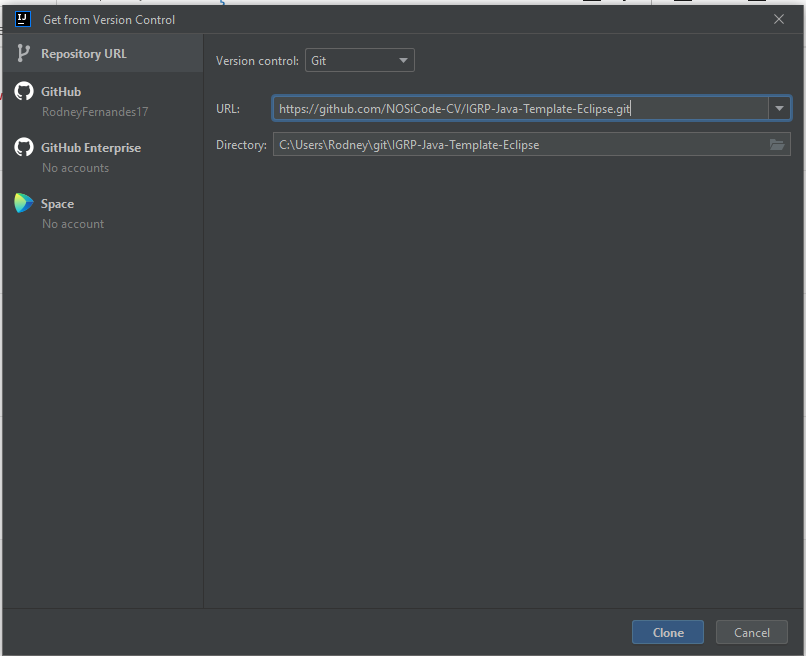 IJ
Get from Version Control
Repository URL
GitHub
RodneyFernandes17
GitHub Enterprise
No accounts
Space
No account
Version control: Git
URL: https://github.com/NOSiCode-CV/IGRP-Java-Template-Eclipse.git
Directory: C:\Users\Rodney\git\IGRP-Java-Template-Eclipse
Clone Cancel